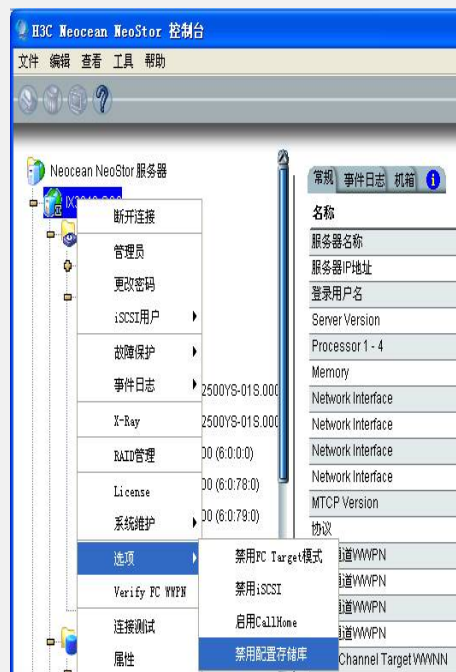 H3C Neocean NeoStor 控制台
文件 编辑 查看 工具 帮助
Neocean NeoStor 服务器
断开连接
管理员
更改密码
iSCSI用户
故障保护
事件日志
X-Ray
RAID管理
License
系统维护
选项
Verify FC WWPN
连接测试
属性
禁用FC Target模式
禁用iSCSI
启用CallHome
禁用配置存储库
2500YS-01S.000
2500YS-01S.000
00 (6:0:0:0)
00 (6:0:78:0)
00 (6:0:79:0)
常规 事件日志 机箱
名称
服务器名称
服务器IP地址
登录用户名
Server Version
Processor 1 - 4
Memory
Network Interface
Network Interface
Network Interface
Network Interface
MTCP Version
协议
道WWPN
道WWPN
道WWPN
道WWPN
Channel Target WWNN